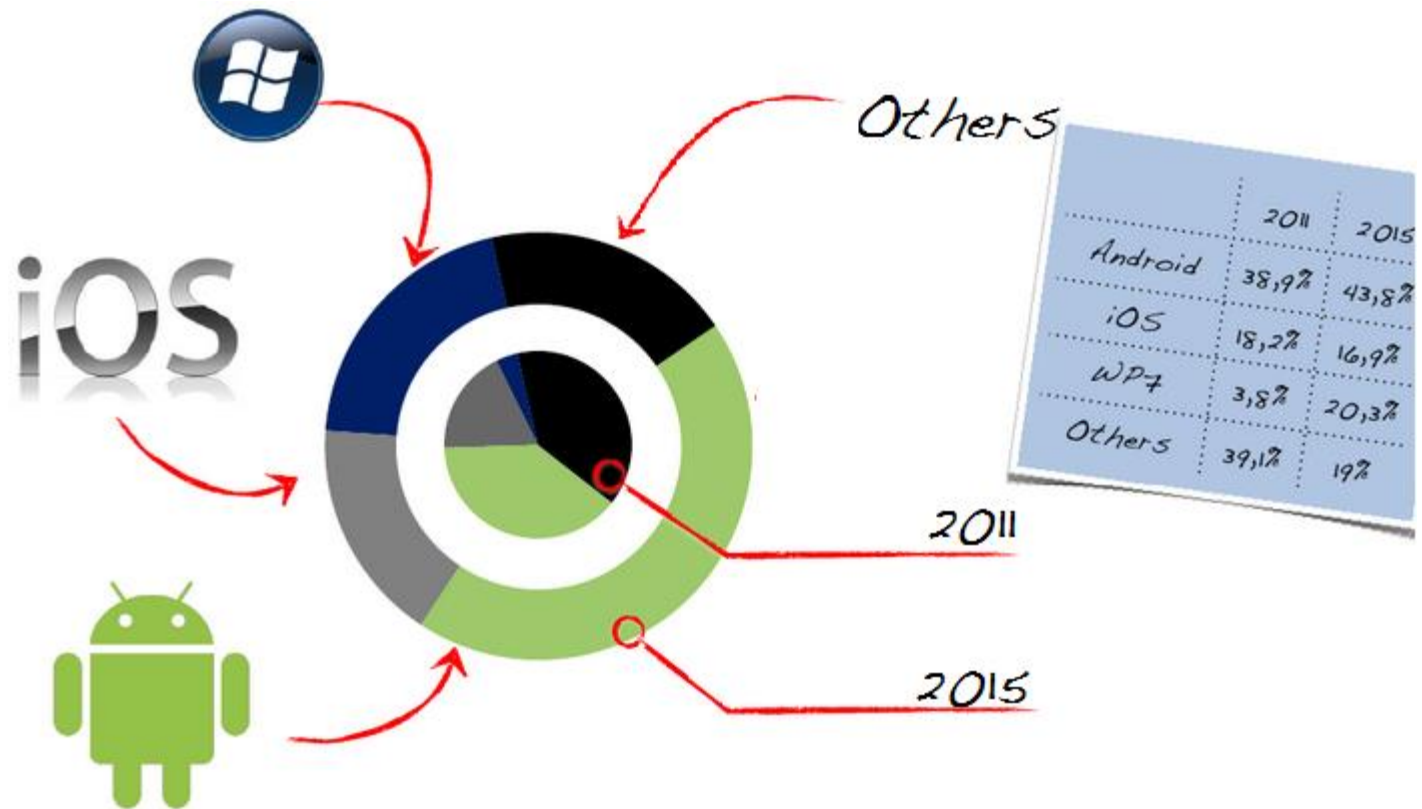 Others
iOS
2011 2015
Android 38,9% 43,8%
iOS 18,2% 16,9%
WP7 3,8% 20,3%
Others 39,1% 19%
2011
2015